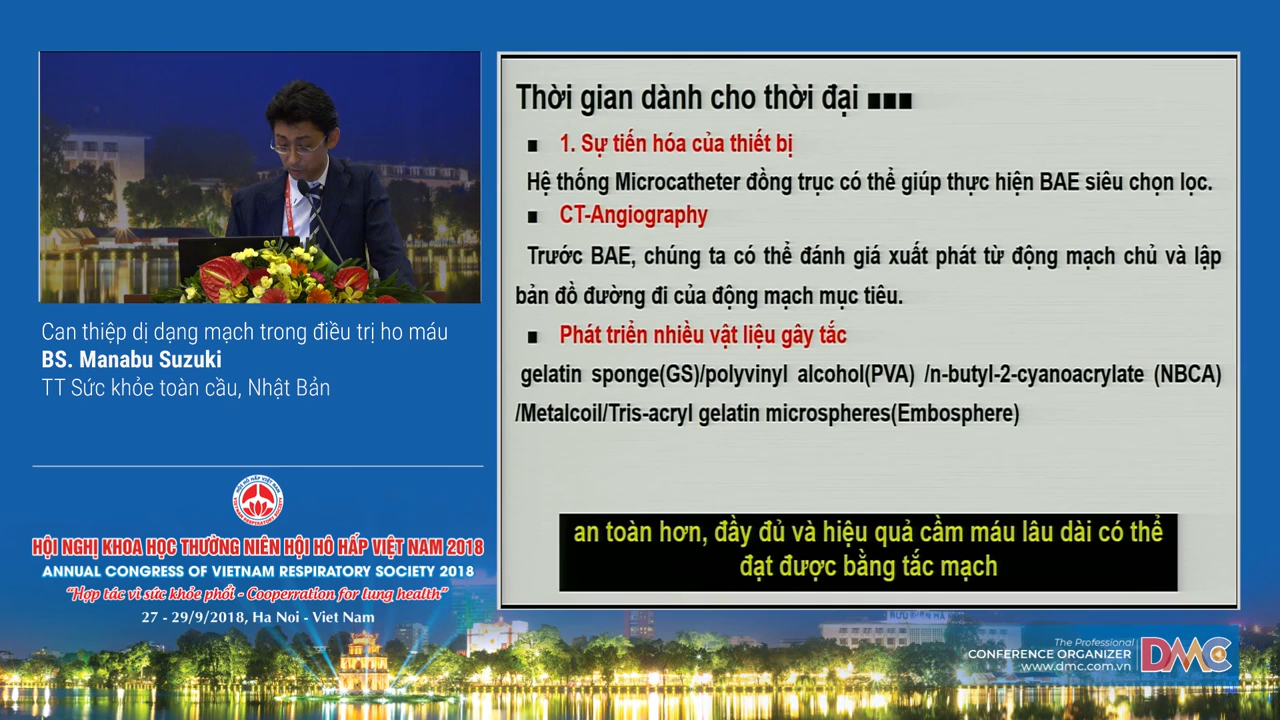 Thời gian dành cho thời đại ■■■
■ 1. Sự tiến hóa của thiết bị
Hệ thống Microcatheter đồng trục có thể giúp thực hiện BAE siêu chọn lọc.
■ CT-Angiography
Trước BAE, chúng ta có thể đánh giá xuất phát từ động mạch chủ và lập
bản đồ đường đi của động mạch mục tiêu.
■ Phát triển nhiều vật liệu gây tắc
gelatin sponge(GS)/polyvinyl alcohol(PVA) /n-butyl-2-cyanoacrylate (NBCA)
/Metalcoil/Tris-acryl gelatin microspheres(Embosphere)
an toàn hơn, đầy đủ và hiệu quả cầm máu lâu dài có thể
đạt được bằng tắc mạch
Can thiệp dị dạng mạch trong điều trị ho máu
BS. Manabu Suzuki
TT Sức khỏe toàn cầu, Nhật Bản
HỘI HÔ HẤP VIỆT NAM
VIETNAM RESPIRATORY SOCIETY
HỘI NGHỊ KHOA HỌC THƯỜNG NIÊN HỘI HÔ HẤP VIỆT NAM 2018
ANNUAL CONGRESS OF VIETNAM RESPIRATORY SOCIETY 2018
"Hợp tác vì sức khỏe phổi - Cooperration for lung health"
27 - 29/9/2018, Ha Noi - Viet Nam
The Professional
CONFERENCE ORGANIZER
www.dmc.com.vn
DMC